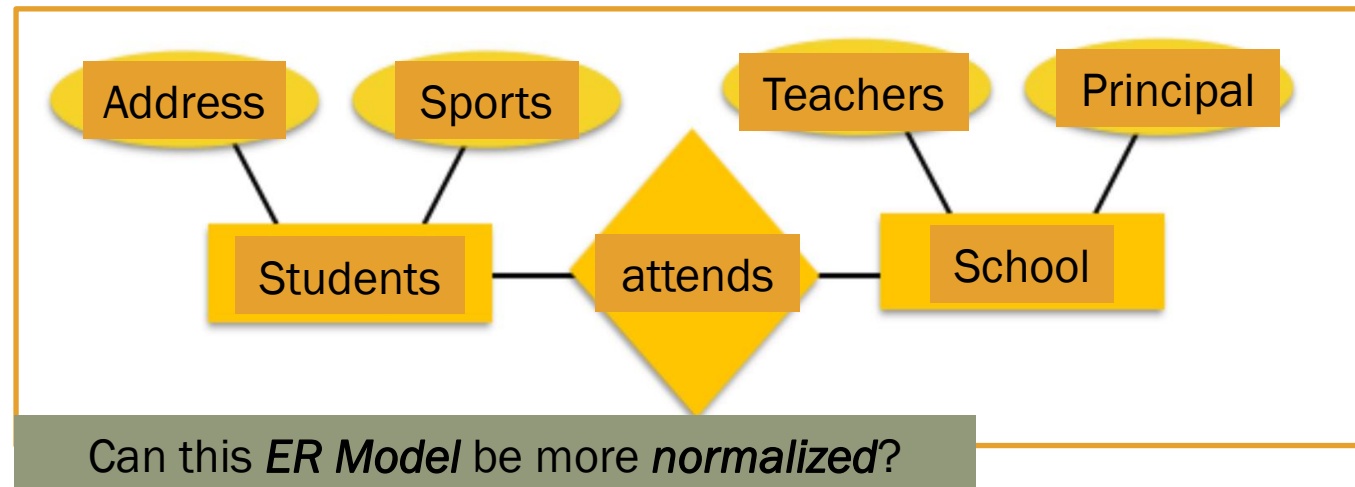 Address
Sports
Teachers
Principal
Students
attends
School
Can this ER Model be more normalized?